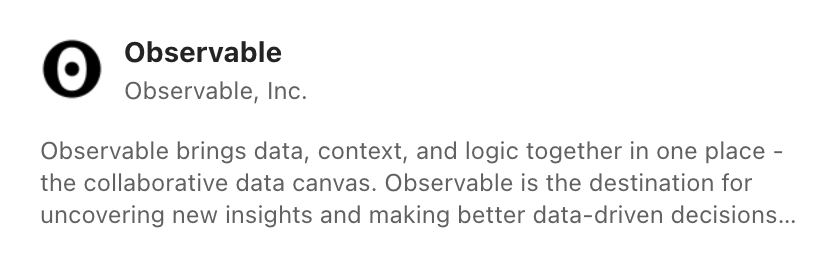 Observable
Observable, Inc.
Observable brings data, context, and logic together in one place -
the collaborative data canvas. Observable is the destination for
uncovering new insights and making better data-driven decisions...